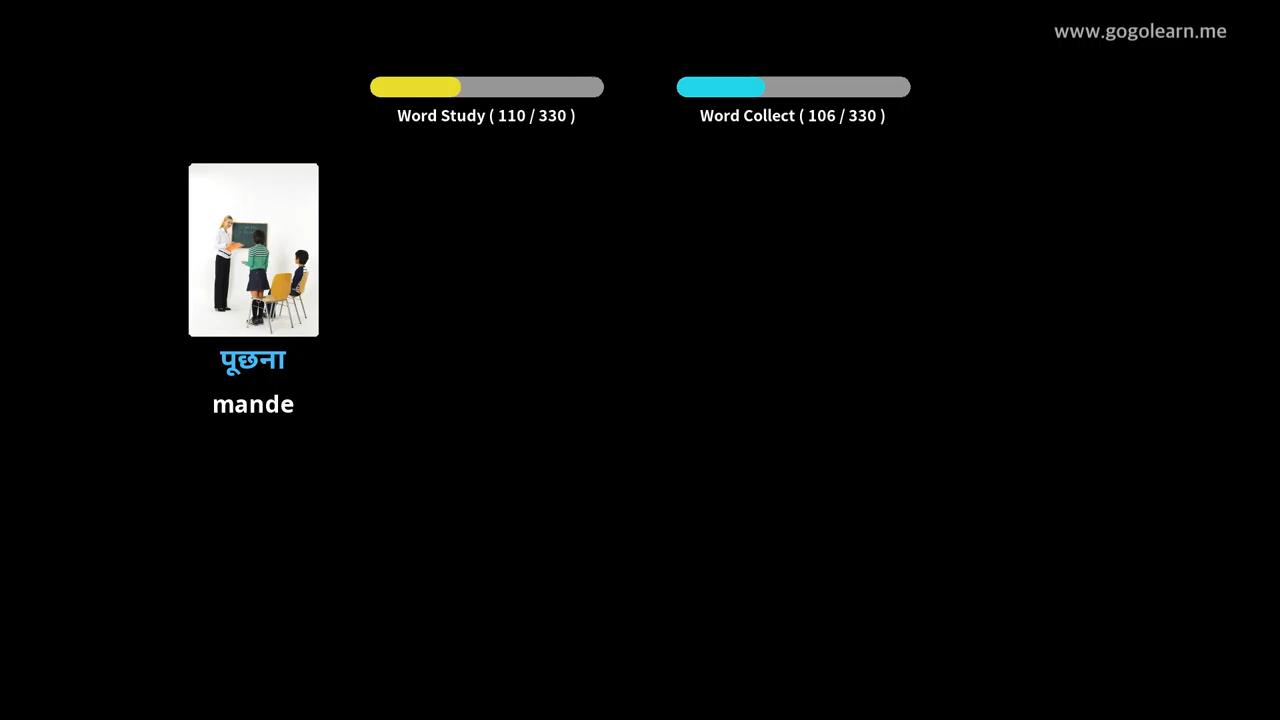 www.gogolearn.me
Word Study ( 110 / 330 )
Word Collect ( 106 / 330 )
पूछना
mande